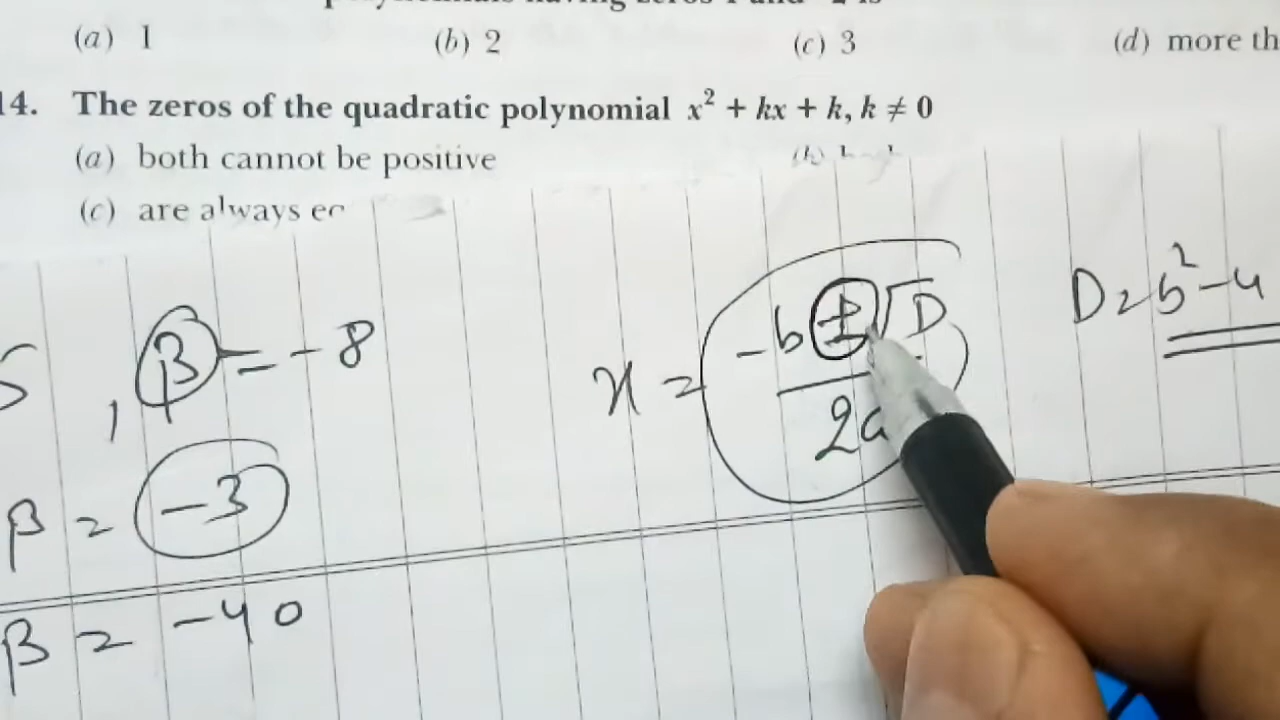 (a) 1 (b) 2 (c) 3 (d) more th
14. The zeros of the quadratic polynomial x² + kx + k, k ≠ 0
(a) both cannot be positive (b)
(c) are always
5 , β = -8
x = -b ± √D / 2a
D = b² - 4
β = -3
β = -40